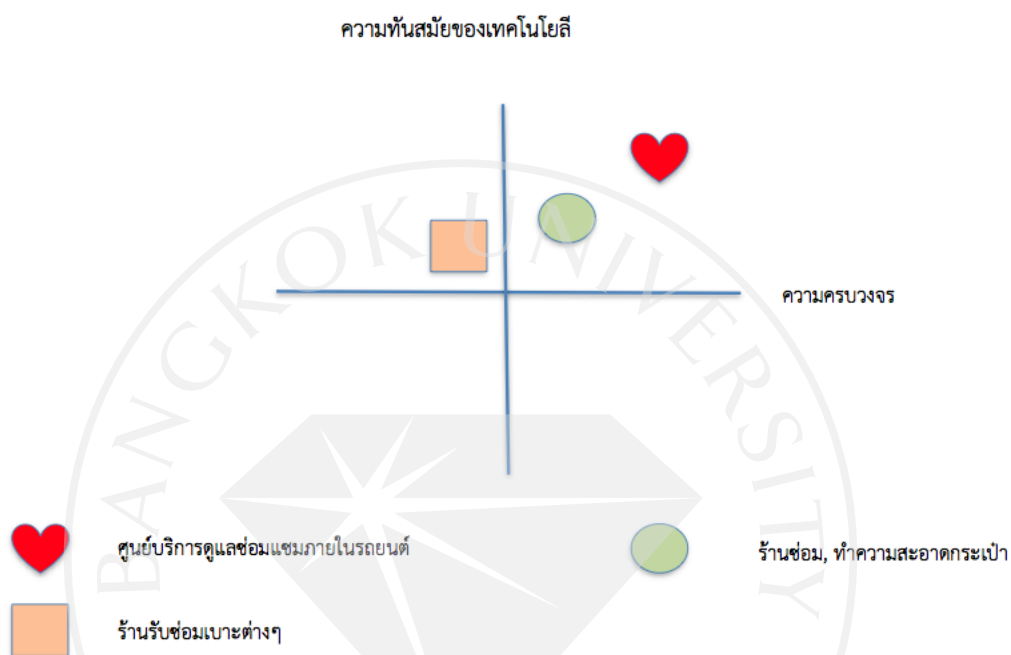 ความทันสมัยของเทคโนโลยี
ความครบวงจร
BANGKOK UNIVERSITY
ศูนย์บริการดูแลซ่อมแซมภายในรถยนต์
ร้านซ่อม, ทำความสะอาดกระเป๋า
ร้านรับซ่อมเบาะต่างๆ